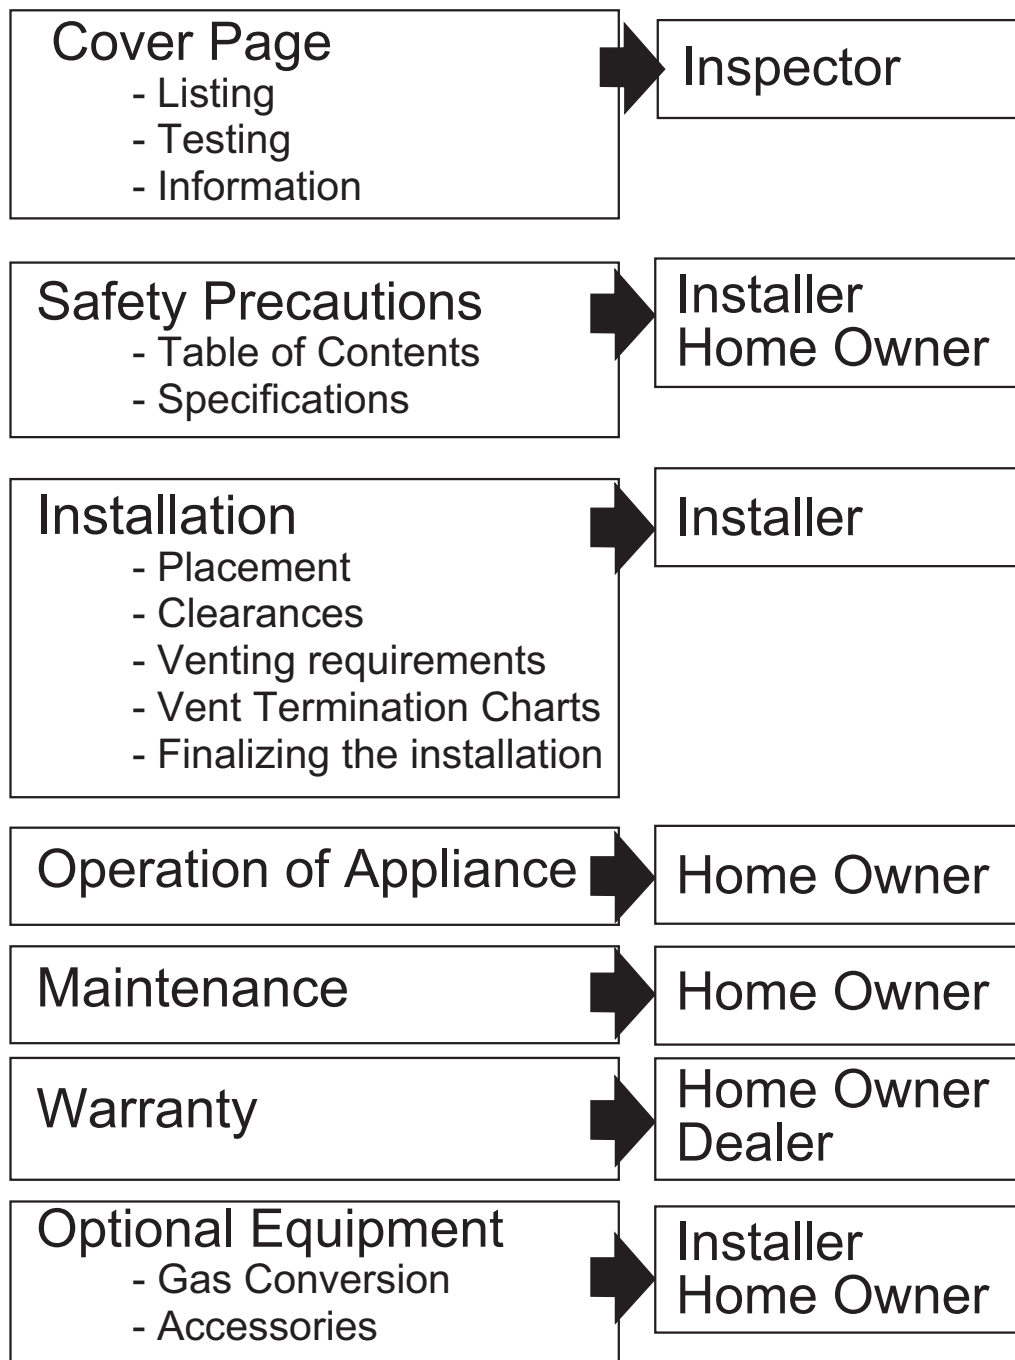 Cover Page
- Listing
- Testing
- Information
Inspector
Safety Precautions
- Table of Contents
- Specifications
Installer
Home Owner
Installation
- Placement
- Clearances
- Venting requirements
- Vent Termination Charts
- Finalizing the installation
Installer
Operation of Appliance
Home Owner
Maintenance
Home Owner
Warranty
Home Owner
Dealer
Optional Equipment
- Gas Conversion
- Accessories
Installer
Home Owner